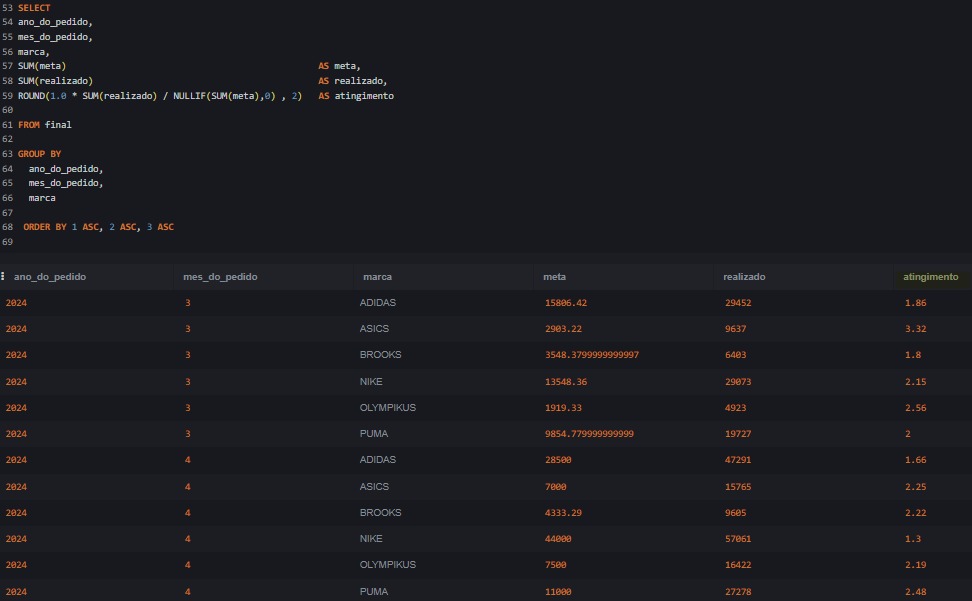 53 SELECT
54 ano_do_pedido,
55 mes_do_pedido,
56 marca,
57 SUM(meta) AS meta,
58 SUM(realizado) AS realizado,
59 ROUND(1.0 * SUM(realizado) / NULLIF(SUM(meta),0) , 2) AS atingimento
60
61 FROM final
62
63 GROUP BY
64 ano_do_pedido,
65 mes_do_pedido,
66 marca
67
68 ORDER BY 1 ASC, 2 ASC, 3 ASC
69
ano_do_pedido mes_do_pedido marca meta realizado atingimento
2024 3 ADIDAS 15806.42 29452 1.86
2024 3 ASICS 2903.22 9637 3.32
2024 3 BROOKS 3548.3799999999997 6403 1.8
2024 3 NIKE 13548.36 29073 2.15
2024 3 OLYMPIKUS 1919.33 4923 2.56
2024 3 PUMA 9854.779999999999 19727 2
2024 4 ADIDAS 28500 47291 1.66
2024 4 ASICS 7000 15765 2.25
2024 4 BROOKS 4333.29 9605 2.22
2024 4 NIKE 44000 57061 1.3
2024 4 OLYMPIKUS 7500 16422 2.19
2024 4 PUMA 11000 27278 2.48